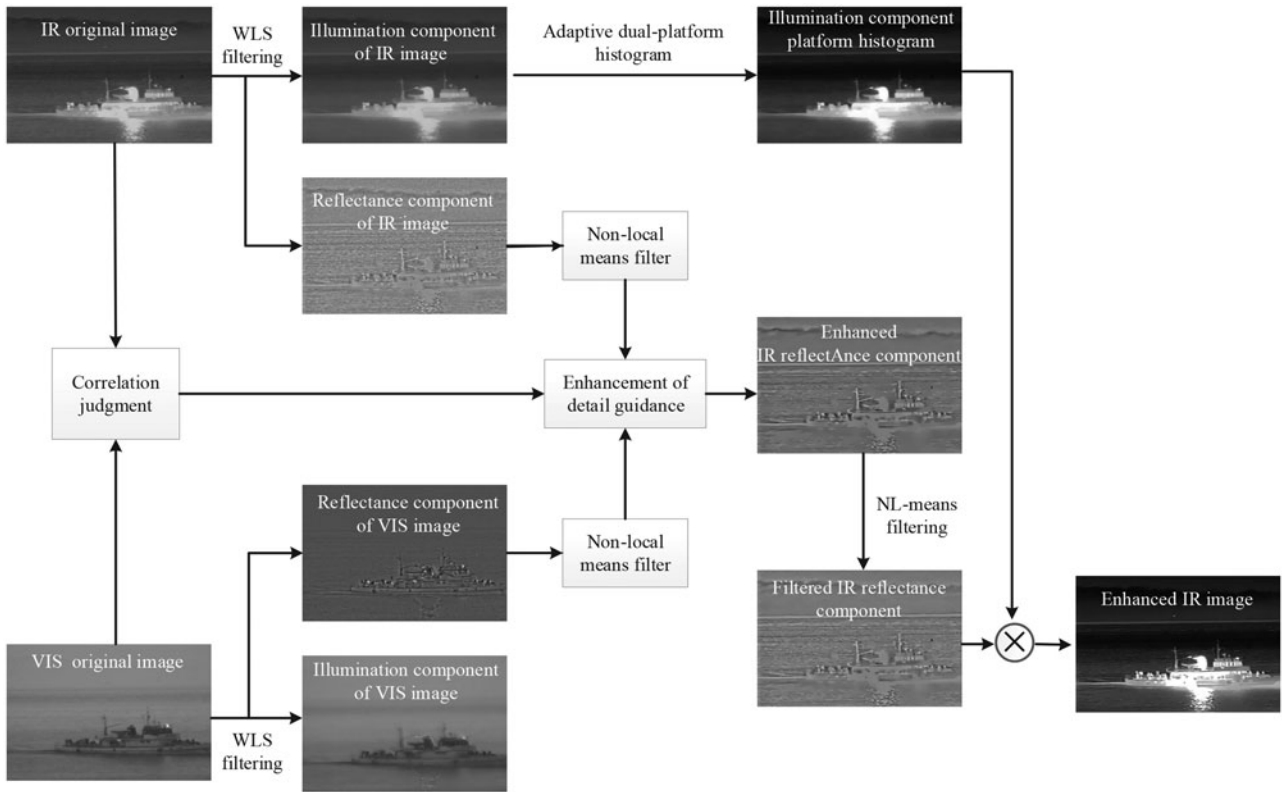 IR original image
WLS
filtering
Illumination component
of IR image
Adaptive dual-platform
histogram
Illumination component
platform histogram
Reflectance component
of IR image
Non-local
means filter
Correlation
judgment
Enhancement of
detail guidance
Enhanced
IR reflectAnce component
Reflectance component
of VIS image
Non-local
means filter
NL-means
filtering
Filtered IR reflectance
component
Enhanced IR image
VIS original image
WLS
filtering
Illumination component
of VIS image